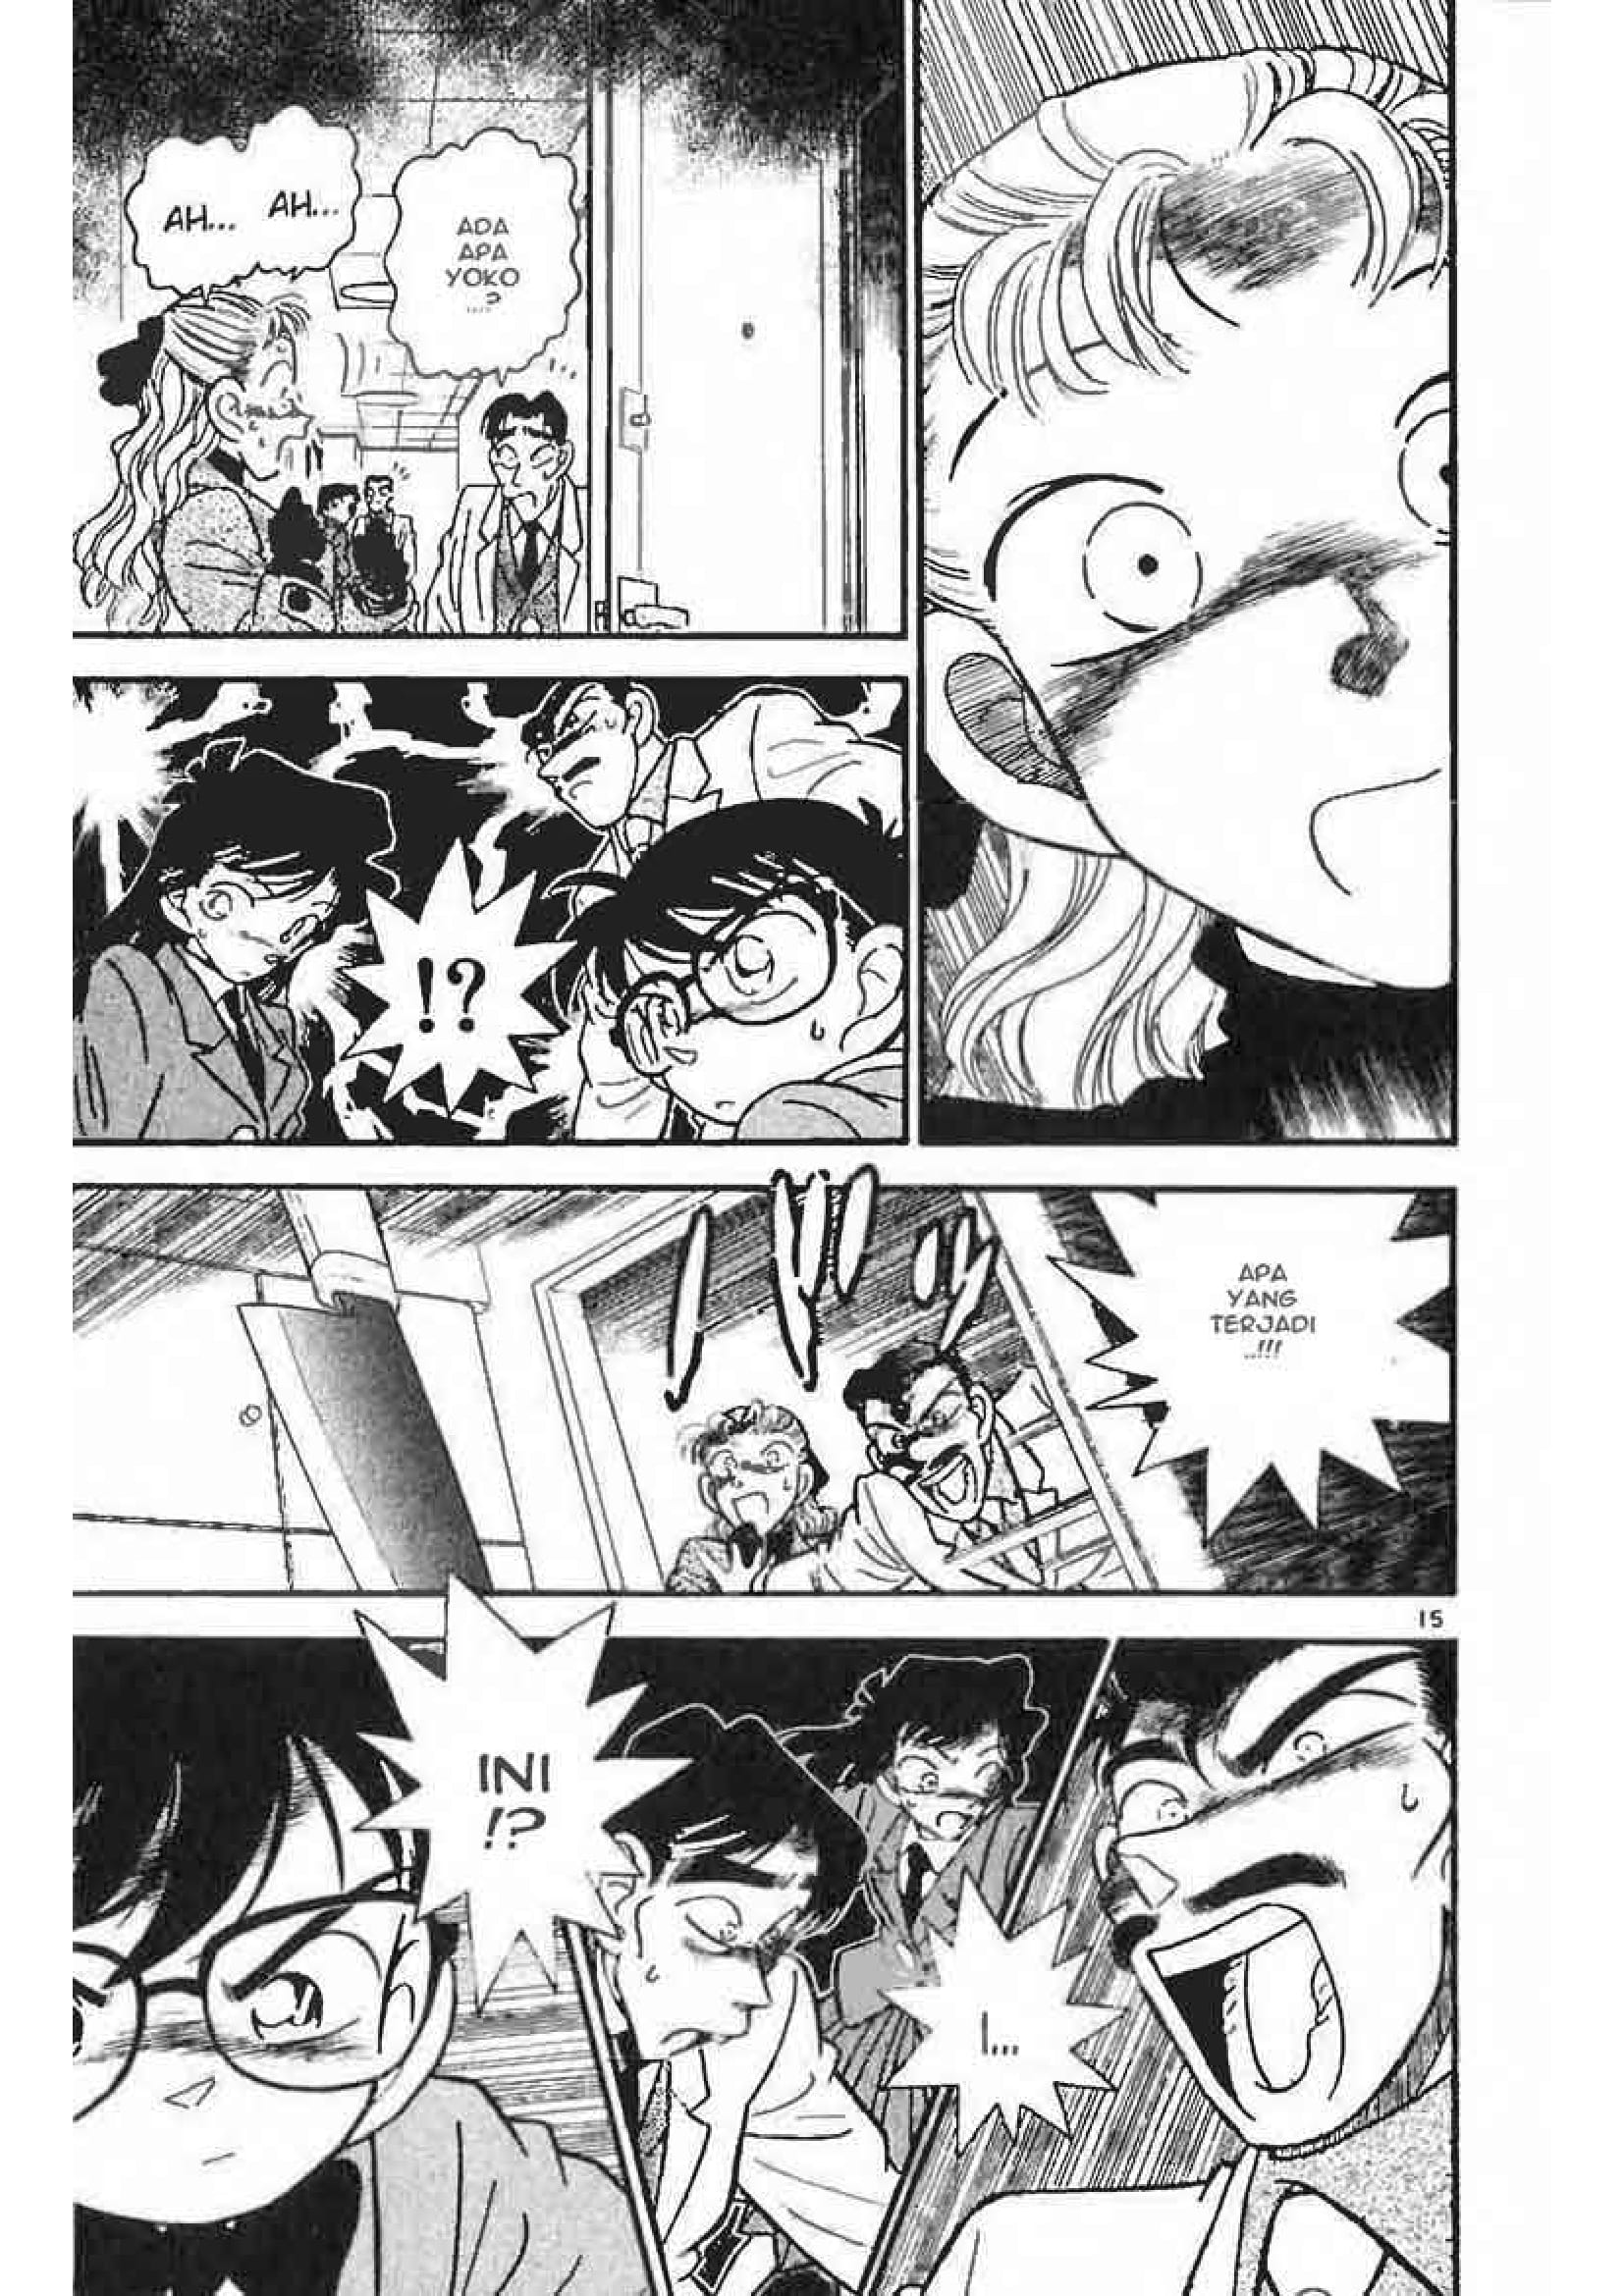 ADA
APA
YOKO
....?
AH... AH...
!?
APA
YANG
TERJADI
..!!!
15
I...
INI
!?